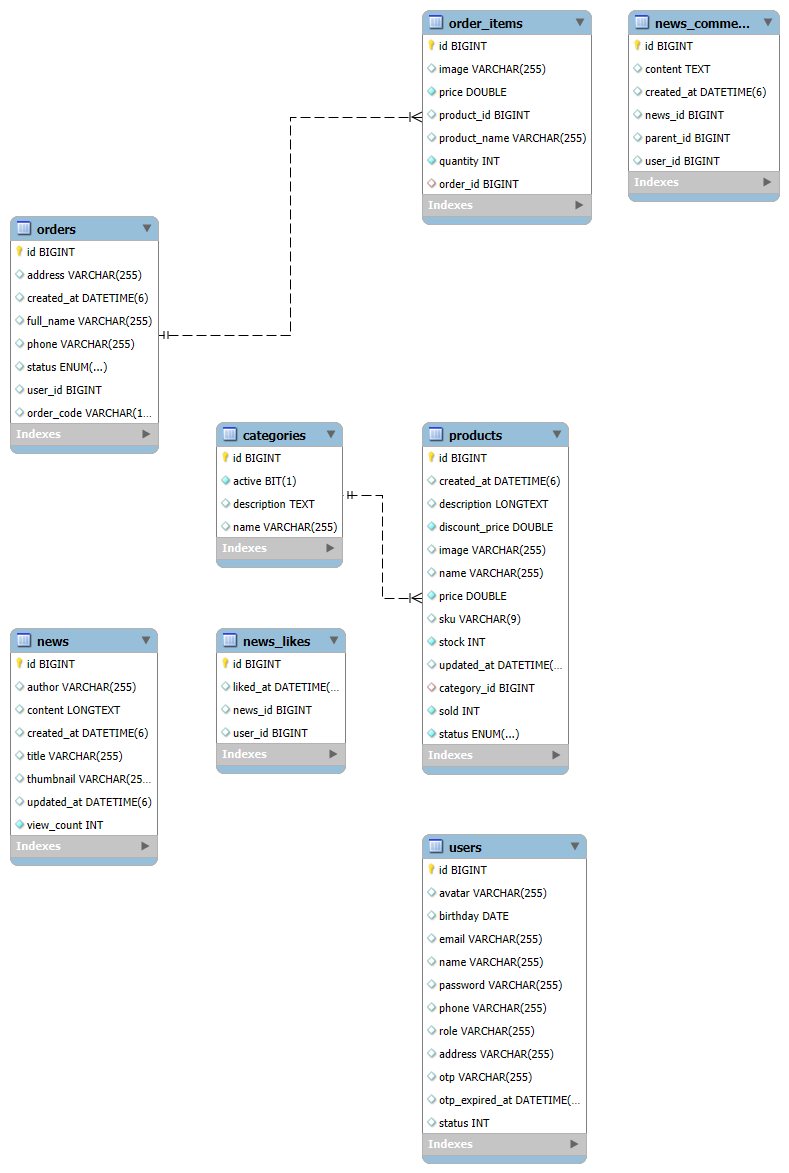 order_items
id BIGINT
image VARCHAR(255)
price DOUBLE
product_id BIGINT
product_name VARCHAR(255)
quantity INT
order_id BIGINT
Indexes
news_comme...
id BIGINT
content TEXT
created_at DATETIME(6)
news_id BIGINT
parent_id BIGINT
user_id BIGINT
Indexes
orders
id BIGINT
address VARCHAR(255)
created_at DATETIME(6)
full_name VARCHAR(255)
phone VARCHAR(255)
status ENUM(...)
user_id BIGINT
order_code VARCHAR(1...
Indexes
categories
id BIGINT
active BIT(1)
description TEXT
name VARCHAR(255)
Indexes
products
id BIGINT
created_at DATETIME(6)
description LONGTEXT
discount_price DOUBLE
image VARCHAR(255)
name VARCHAR(255)
price DOUBLE
sku VARCHAR(9)
stock INT
updated_at DATETIME(...
category_id BIGINT
sold INT
status ENUM(...)
Indexes
news
id BIGINT
author VARCHAR(255)
content LONGTEXT
created_at DATETIME(6)
title VARCHAR(255)
thumbnail VARCHAR(25...
updated_at DATETIME(6)
view_count INT
Indexes
news_likes
id BIGINT
liked_at DATETIME(...
news_id BIGINT
user_id BIGINT
Indexes
users
id BIGINT
avatar VARCHAR(255)
birthday DATE
email VARCHAR(255)
name VARCHAR(255)
password VARCHAR(255)
phone VARCHAR(255)
role VARCHAR(255)
address VARCHAR(255)
otp VARCHAR(255)
otp_expired_at DATETIME(...
status INT
Indexes